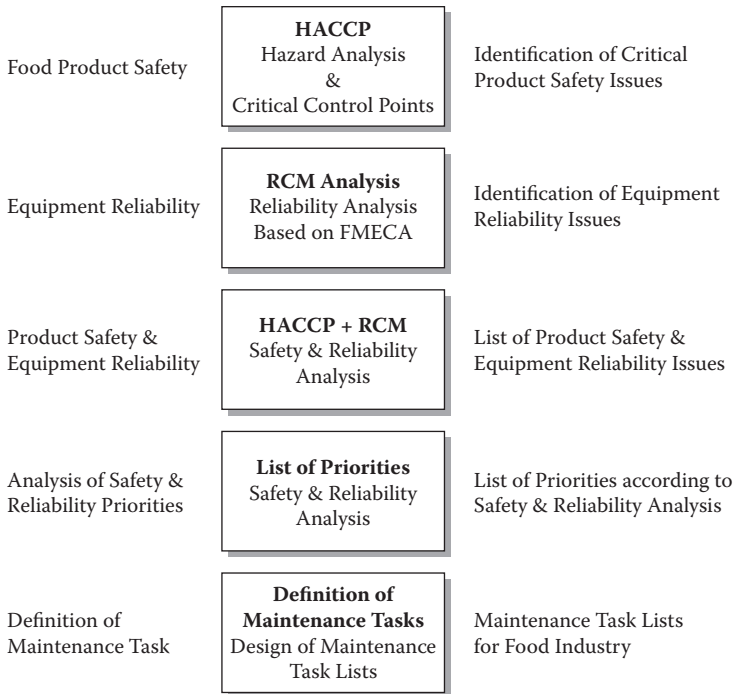 Food Product Safety
HACCP
Hazard Analysis
&
Critical Control Points
Identification of Critical
Product Safety Issues
Equipment Reliability
RCM Analysis
Reliability Analysis
Based on FMECA
Identification of Equipment
Reliability Issues
Product Safety &
Equipment Reliability
HACCP + RCM
Safety & Reliability
Analysis
List of Product Safety &
Equipment Reliability Issues
Analysis of Safety &
Reliability Priorities
List of Priorities
Safety & Reliability
Analysis
List of Priorities according to
Safety & Reliability Analysis
Definition of
Maintenance Task
Definition of
Maintenance Tasks
Design of Maintenance
Task Lists
Maintenance Task Lists
for Food Industry